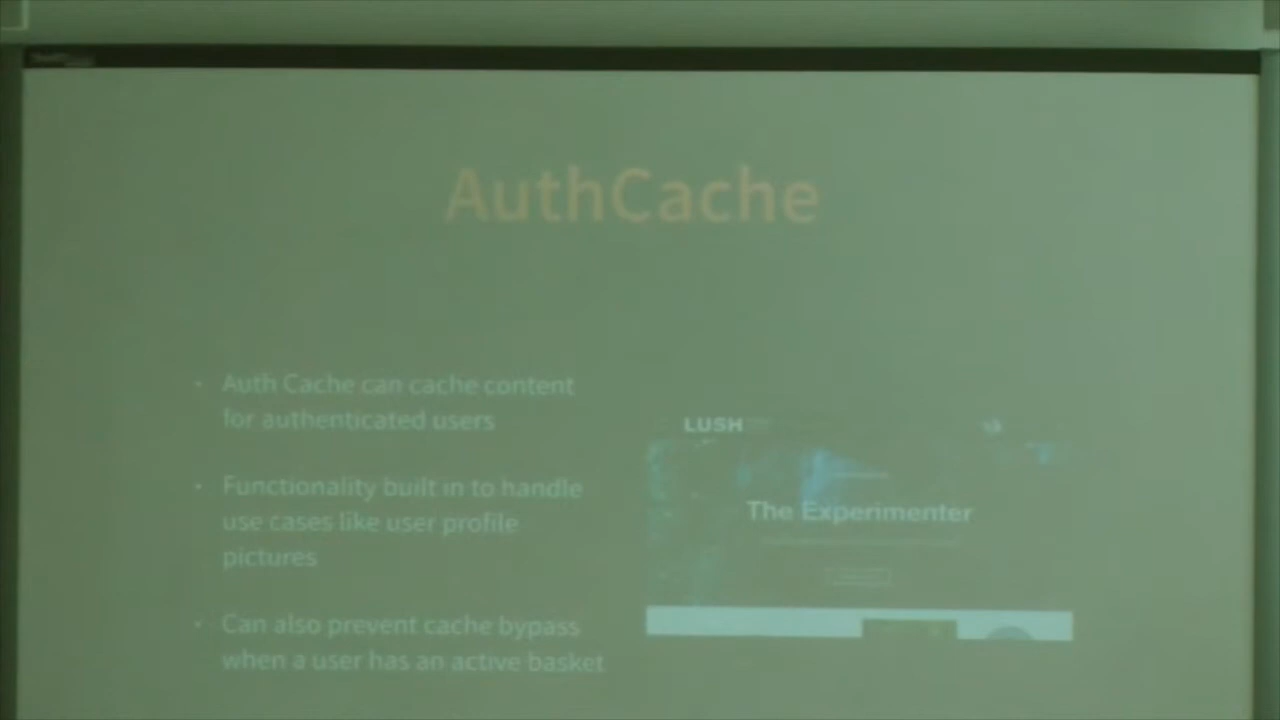 AuthCache
• Auth Cache can cache content
for authenticated users
• Functionality built in to handle
use cases like user profile
pictures
• Can also prevent cache bypass
when a user has an active basket
LUSH
The Experimenter